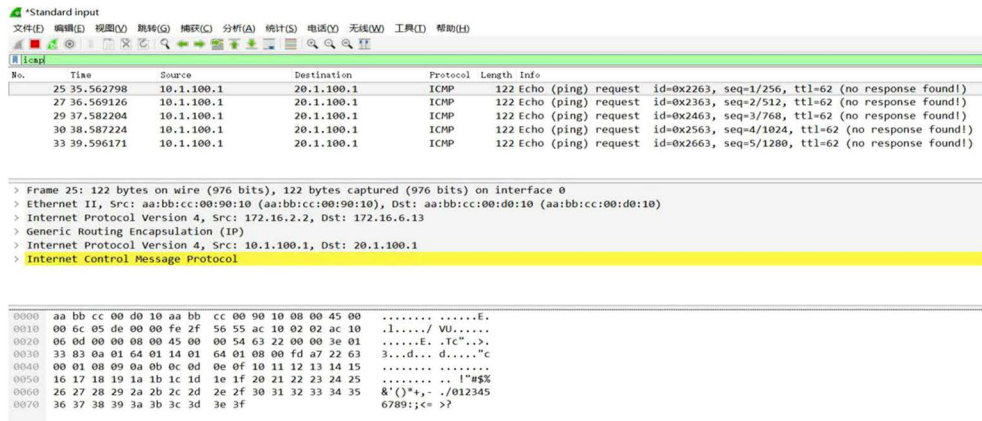 *Standard input
文件(F) 编辑(E) 视图(V) 跳转(G) 捕获(C) 分析(A) 统计(S) 电话(Y) 无线(W) 工具(T) 帮助(H)
icmp
No. Time Source Destination Protocol Length Info
25 35.562798 10.1.100.1 20.1.100.1 ICMP 122 Echo (ping) request id=0x2263, seq=1/256, ttl=62 (no response found!)
27 36.569126 10.1.100.1 20.1.100.1 ICMP 122 Echo (ping) request id=0x2363, seq=2/512, ttl=62 (no response found!)
29 37.582204 10.1.100.1 20.1.100.1 ICMP 122 Echo (ping) request id=0x2463, seq=3/768, ttl=62 (no response found!)
30 38.587224 10.1.100.1 20.1.100.1 ICMP 122 Echo (ping) request id=0x2563, seq=4/1024, ttl=62 (no response found!)
33 39.596171 10.1.100.1 20.1.100.1 ICMP 122 Echo (ping) request id=0x2663, seq=5/1280, ttl=62 (no response found!)
> Frame 25: 122 bytes on wire (976 bits), 122 bytes captured (976 bits) on interface 0
> Ethernet II, Src: aa:bb:cc:00:90:10 (aa:bb:cc:00:90:10), Dst: aa:bb:cc:00:d0:10 (aa:bb:cc:00:d0:10)
> Internet Protocol Version 4, Src: 172.16.2.2, Dst: 172.16.6.13
> Generic Routing Encapsulation (IP)
> Internet Protocol Version 4, Src: 10.1.100.1, Dst: 20.1.100.1
> Internet Control Message Protocol
0000 aa bb cc 00 d0 10 aa bb cc 00 90 10 08 00 45 00 ........ ......E.
0010 00 6c 05 de 00 00 fe 2f 56 55 ac 10 02 02 ac 10 .l...../ VU......
0020 06 0d 00 00 08 00 45 00 00 54 63 22 00 00 3e 01 ......E. .Tc"..>.
0030 33 83 0a 01 64 01 14 01 64 01 08 00 fd a7 22 63 3...d... d....."c
0040 00 01 08 09 0a 0b 0c 0d 0e 0f 10 11 12 13 14 15 ........ ........
0050 16 17 18 19 1a 1b 1c 1d 1e 1f 20 21 22 23 24 25 ........ .. !"#$%
0060 26 27 28 29 2a 2b 2c 2d 2e 2f 30 31 32 33 34 35 &'()*+,- ./012345
0070 36 37 38 39 3a 3b 3c 3d 3e 3f 6789:;<= >?